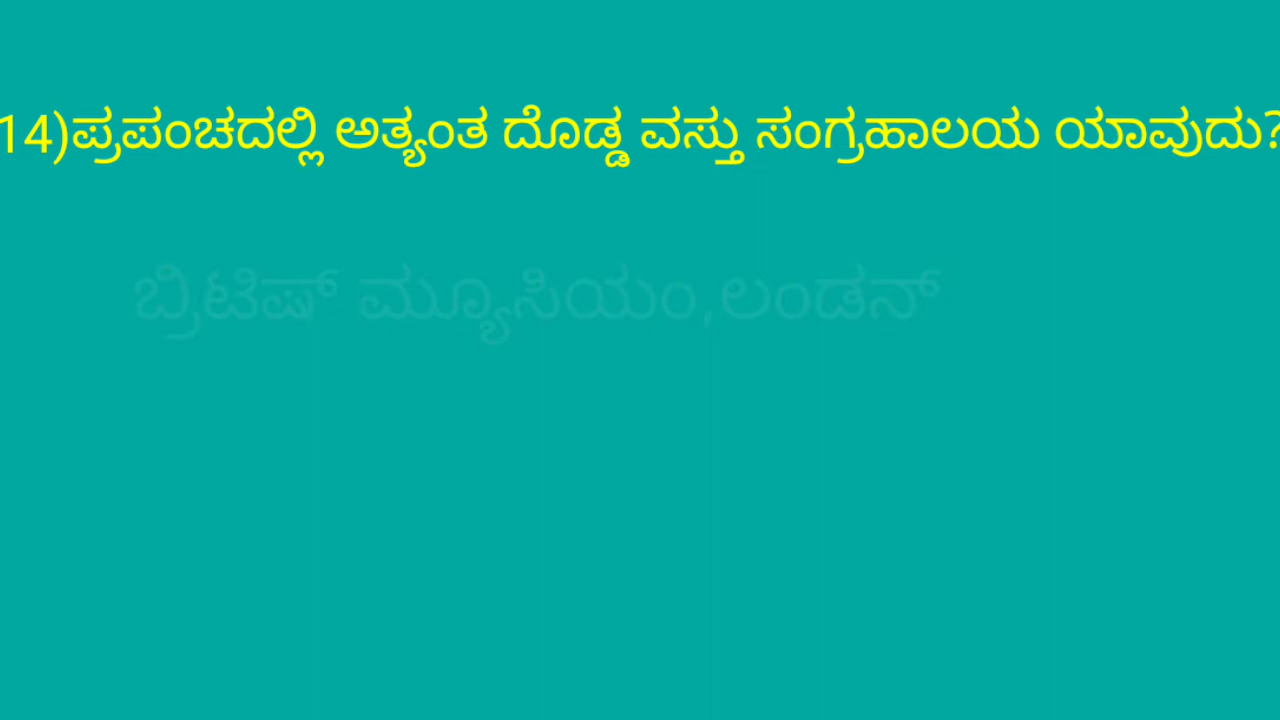 14)ಪ್ರಪಂಚದಲ್ಲಿ ಅತ್ಯಂತ ದೊಡ್ಡ ವಸ್ತು ಸಂಗ್ರಹಾಲಯ ಯಾವುದು?
ಬ್ರಿಟಿಷ್ ಮ್ಯೂಸಿಯಂ,ಲಂಡನ್